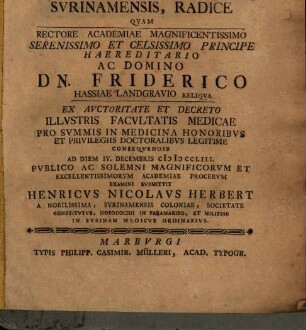 SVRINAMENSIS, RADICE
QVAM
RECTORE ACADEMIAE MAGNIFICENTISSIMO
SERENISSIMO ET CELSISSIMO PRINCIPE
HAEREDITARIO
AC DOMINO
DN. FRIDERICO
HASSIAE LANDGRAVIO RELIQVA
EX AVCTORITATE ET DECRETO
ILLVSTRIS FACVLTATIS MEDICAE
PRO SVMMIS IN MEDICINA HONORIBVS
ET PRIVILEGIIS DOCTORALIBVS LEGITIME
CONSEQVENDIS
AD DIEM IV. DECEMBRIS cIↃIↃccLIII.
PVBLICO AC SOLEMNI MAGNIFICORVM ET
EXCELLENTISSIMORVM ACADEMIAE PROCERVM
EXAMINI SVBMITTIT
HENRICVS NICOLAVS HERBERT
A NOBILISSIMA, SVRINAMENSIS COLONIAE, SOCIETATE
CONSTITVTVS, NOSOCOMII IN PARAMARIBO, ET MILITIAE
IN SVRINAM MEDICVS ORDINARIVS.
MARBVRGI
TYPIS PHILIPP. CASIMIR. MÜLLERI, ACAD. TYPOGR.